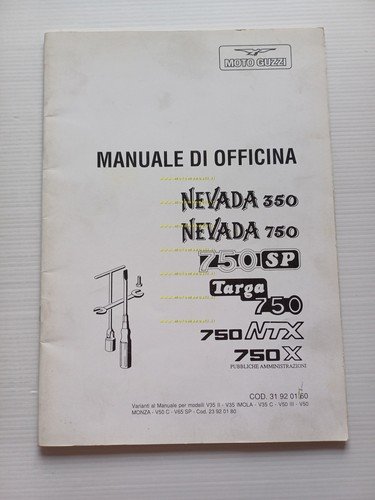 MOTO GUZZI
MANUALE DI OFFICINA
NEVADA 350
NEVADA 750
750 SP
Targa 750
750 NTX
750 X
PUBBLICHE AMMINISTRAZIONI
COD. 31 92 01 60
Varianti al Manuale per modelli V35 II - V35 IMOLA - V35 C - V50 III - V50
MONZA - V50 C - V65 SP - Cod. 23 92 01 80